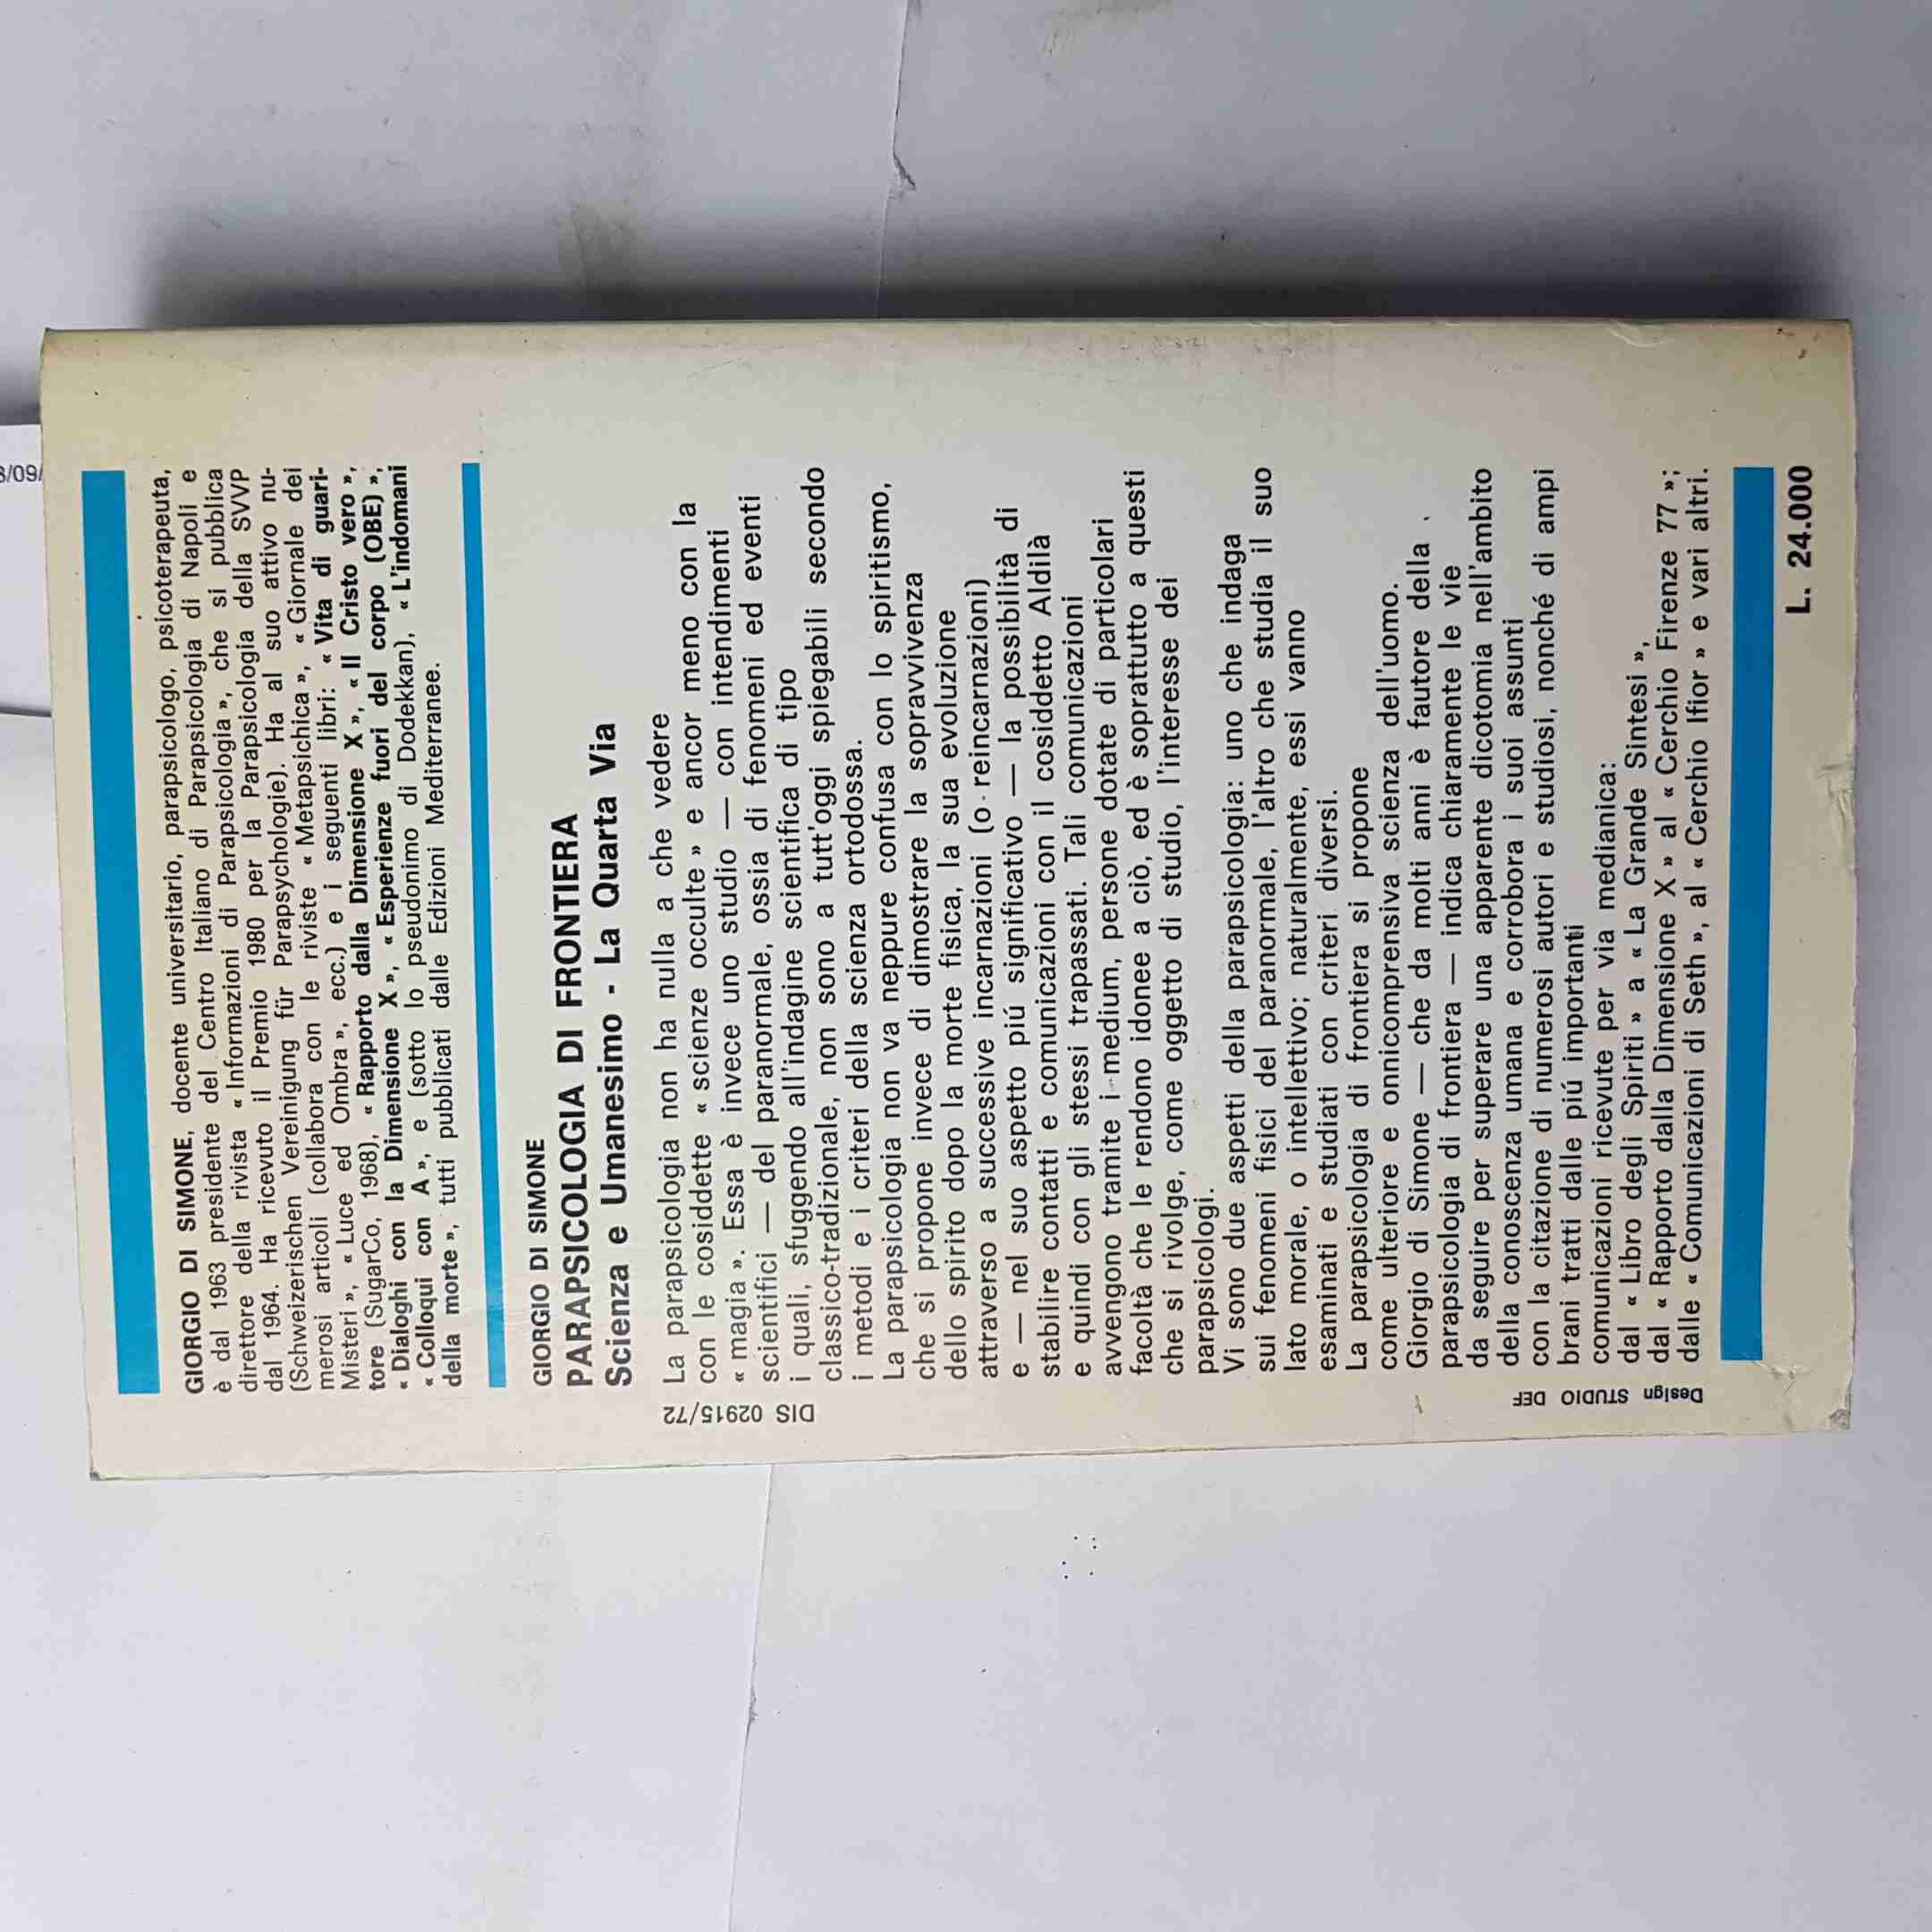 GIORGIO DI SIMONE, docente universitario, parapsicologo, psicoterapeuta,
è dal 1963 presidente del Centro Italiano di Parapsicologia di Napoli e
direttore della rivista « Informazioni di Parapsicologia », che si pubblica
dal 1964. Ha ricevuto il Premio 1980 per la Parapsicologia della SVVP
(Schweizerischen Vereinigung für Parapsychologie). Ha al suo attivo nu-
merosi articoli (collabora con le riviste « Metapsichica », « Giornale dei
Misteri », « Luce ed Ombra », ecc.) e i seguenti libri: « Vita di guari-
tore (SugarCo, 1968), « Rapporto dalla Dimensione X », « Il Cristo vero »,
« Dialoghi con la Dimensione X », « Esperienze fuori del corpo (OBE) »,
« Colloqui con A », e (sotto lo pseudonimo di Dodekkan), « L'indomani
della morte », tutti pubblicati dalle Edizioni Mediterranee.
GIORGIO DI SIMONE
PARAPSICOLOGIA DI FRONTIERA
Scienza e Umanesimo - La Quarta Via
La parapsicologia non ha nulla a che vedere
con le cosiddette « scienze occulte » e ancor meno con la
« magia ». Essa è invece uno studio — con intendimenti
scientifici — del paranormale, ossia di fenomeni ed eventi
i quali, sfuggendo all'indagine scientifica di tipo
classico-tradizionale, non sono a tutt'oggi spiegabili secondo
i metodi e i criteri della scienza ortodossa.
La parapsicologia non va neppure confusa con lo spiritismo,
che si propone invece di dimostrare la sopravvivenza
dello spirito dopo la morte fisica, la sua evoluzione
attraverso a successive incarnazioni (o reincarnazioni)
e — nel suo aspetto piú significativo — la possibilità di
stabilire contatti e comunicazioni con il cosiddetto Aldilà
e quindi con gli stessi trapassati. Tali comunicazioni
avvengono tramite i medium, persone dotate di particolari
facoltà che le rendono idonee a ciò, ed è soprattutto a questi
che si rivolge, come oggetto di studio, l'interesse dei
parapsicologi.
Vi sono due aspetti della parapsicologia: uno che indaga
sui fenomeni fisici del paranormale, l'altro che studia il suo
lato morale, o intellettivo; naturalmente, essi vanno
esaminati e studiati con criteri diversi.
La parapsicologia di frontiera si propone
come ulteriore e onnicomprensiva scienza dell'uomo.
Giorgio di Simone — che da molti anni è fautore della
parapsicologia di frontiera — indica chiaramente le vie
da seguire per superare una apparente dicotomia nell'ambito
della conoscenza umana e corrobora i suoi assunti
con la citazione di numerosi autori e studiosi, nonché di ampi
brani tratti dalle piú importanti
comunicazioni ricevute per via medianica:
dal « Libro degli Spiriti » a « La Grande Sintesi »,
dal « Rapporto dalla Dimensione X » al « Cerchio Firenze 77 »;
dalle « Comunicazioni di Seth », al « Cerchio Ifior » e vari altri.
L. 24.000
DIS 02915/72
Design STUDIO DEF